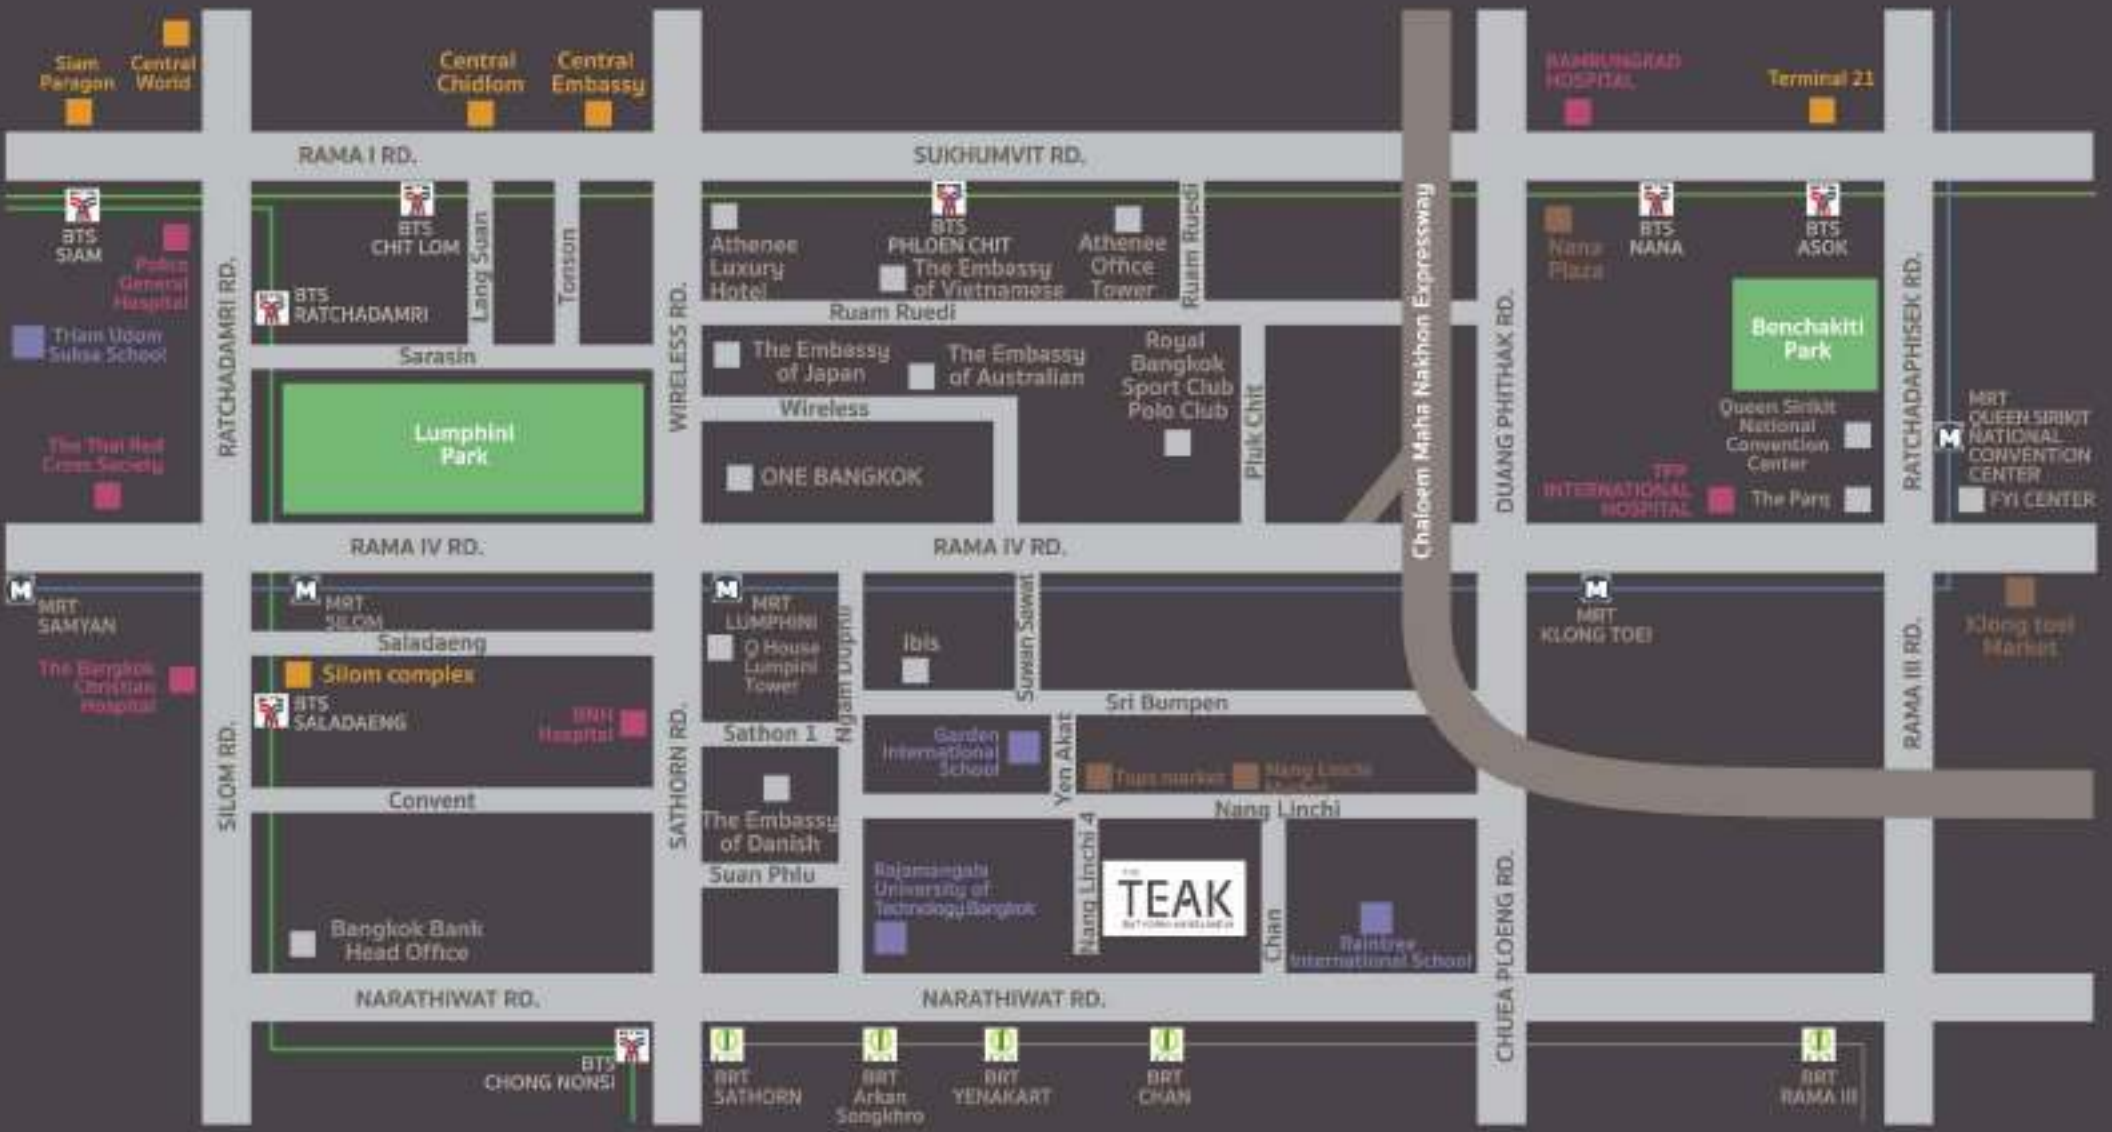 Siam
Paragon
Central
World
Central
Chidlom
Central
Embassy
BAMRUNGRAD
HOSPITAL
Terminal 21
RAMA I RD.
SUKHUMVIT RD.
BTS
SIAM
BTS
CHIT LOM
BTS
PHLOEN CHIT
BTS
NANA
BTS
ASOK
Police
General
Hospital
BTS
RATCHADAMRI
Lang Suan
Tonson
Athenee
Luxury
Hotel
The Embassy
of Vietnamese
Athenee
Office
Tower
Ruam Ruedi
Nana
Plaza
Triam Udom
Suksa School
RATCHADAMRI RD.
Sarasin
WIRELESS RD.
Ruam Ruedi
Chaloem Maha Nakhon Expressway
DUANG PHITHAK RD.
Benchakiti
Park
RATCHADAPHISEK RD.
The Embassy
of Japan
The Embassy
of Australian
Royal
Bangkok
Sport Club
Polo Club
Pluk Chit
Wireless
Lumphini
Park
The Thai Red
Cross Society
ONE BANGKOK
Queen Sirikit
National
Convention
Center
MRT
QUEEN SIRIKIT
NATIONAL
CONVENTION
CENTER
TFP
INTERNATIONAL
HOSPITAL
The Parq
FYI CENTER
RAMA IV RD.
RAMA IV RD.
MRT
SAMYAN
MRT
SILOM
MRT
LUMPHINI
MRT
KLONG TOEI
Klong toei
Market
Saladaeng
Q House
Lumpini
Tower
Ngam Duphli
ibis
Suwan Sawat
RAMA III RD.
The Bangkok
Christian
Hospital
Silom complex
BTS
SALADAENG
BNH
Hospital
SILOM RD.
SATHORN RD.
Sathon 1
Sri Bumpen
Garden
International
School
Yen Akat
Tops market
Nang Linchi
Market
Convent
Nang Linchi
The Embassy
of Danish
Suan Phlu
Rajamangala
University of
Technology Bangkok
Nang Linchi 4
THE
TEAK
Chan
Raintree
International School
CHUEA PLOENG RD.
Bangkok Bank
Head Office
NARATHIWAT RD.
NARATHIWAT RD.
BTS
CHONG NONSI
BRT
SATHORN
BRT
Arkan
Songkhro
BRT
YENAKART
BRT
CHAN
BRT
RAMA III